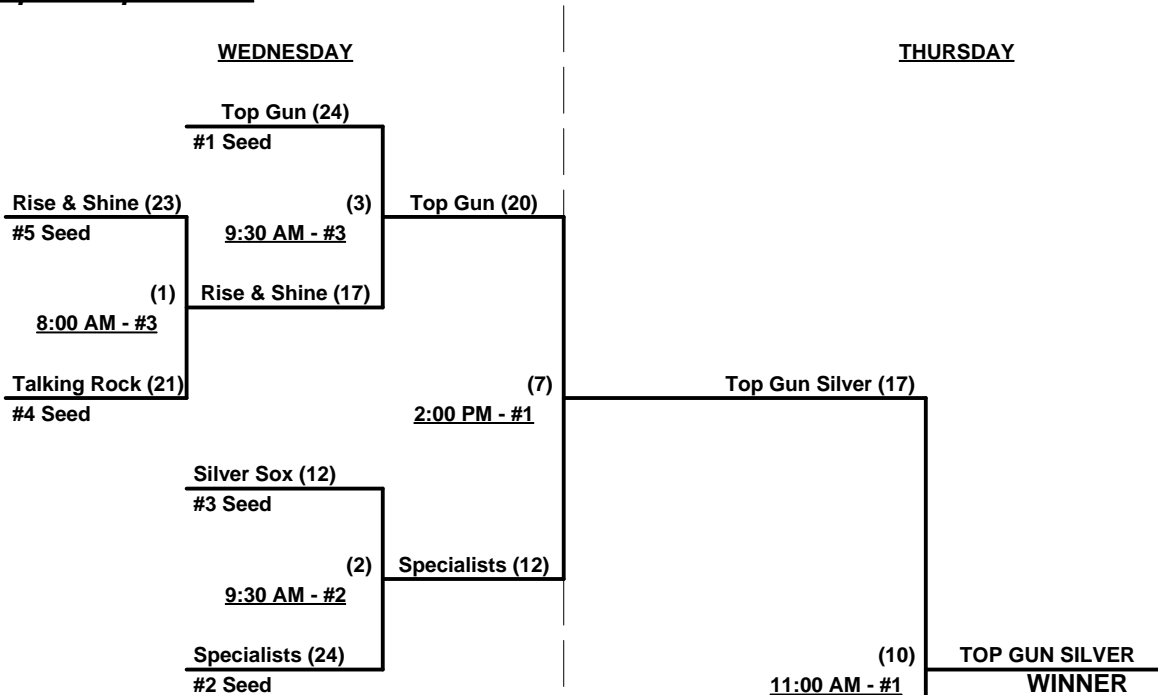 WEDNESDAY
THURSDAY
Top Gun (24)
#1 Seed
Rise & Shine (23)
(3)
Top Gun (20)
#5 Seed
9:30 AM - #3
(1)
Rise & Shine (17)
8:00 AM - #3
Talking Rock (21)
(7)
Top Gun Silver (17)
#4 Seed
2:00 PM - #1
Silver Sox (12)
#3 Seed
(2)
Specialists (12)
9:30 AM - #2
Specialists (24)
(10)
TOP GUN SILVER
#2 Seed
11:00 AM - #1
WINNER